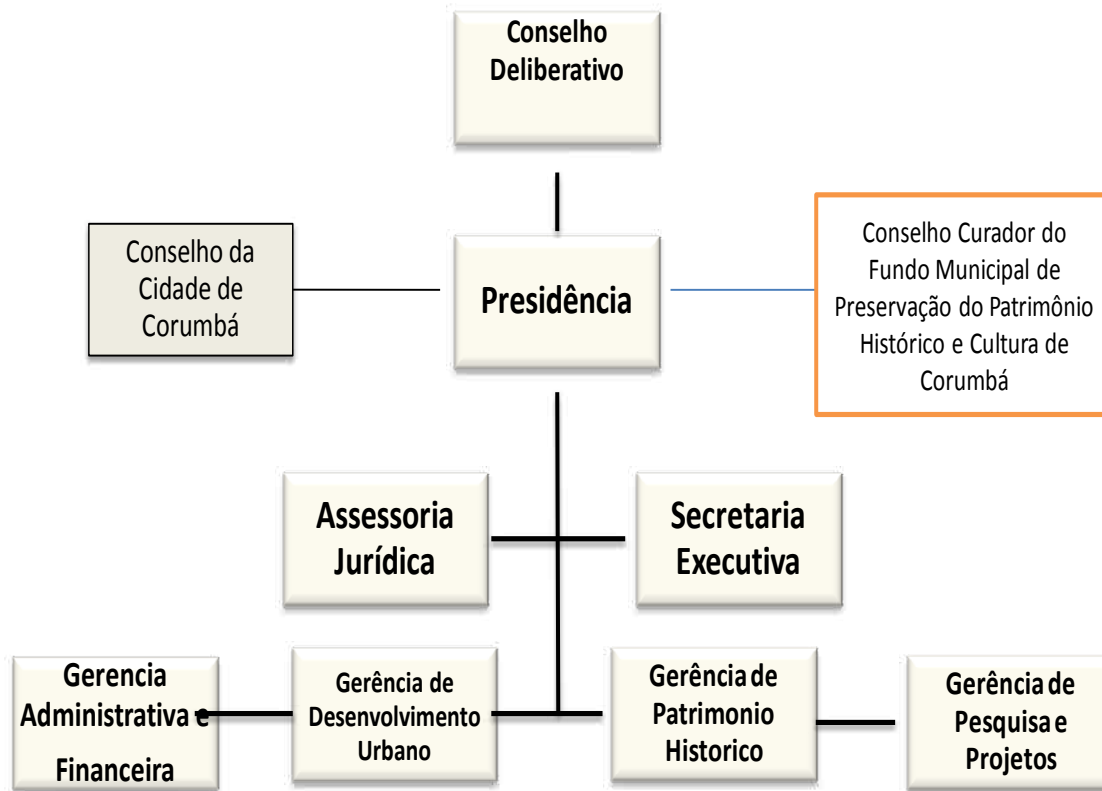 Conselho
Deliberativo
Conselho da
Cidade de
Corumbá
Presidência
Conselho Curador do
Fundo Municipal de
Preservação do Patrimônio
Histórico e Cultura de
Corumbá
Assessoria
Jurídica
Secretaria
Executiva
Gerencia
Administrativa e
Financeira
Gerência de
Desenvolvimento
Urbano
Gerência de
Patrimonio
Historico
Gerência de
Pesquisa e
Projetos